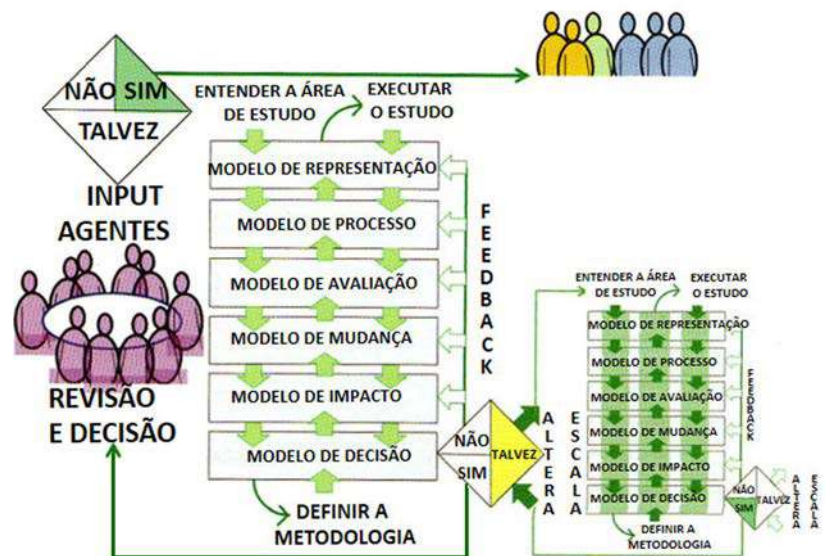 NÃO SIM
TALVEZ
INPUT
AGENTES
REVISÃO
E DECISÃO
ENTENDER A ÁREA
DE ESTUDO
EXECUTAR
O ESTUDO
MODELO DE REPRESENTAÇÃO
MODELO DE PROCESSO
MODELO DE AVALIAÇÃO
MODELO DE MUDANÇA
MODELO DE IMPACTO
MODELO DE DECISÃO
DEFINIR A
METODOLOGIA
FEEDBACK
NÃO
TALVEZ
SIM
ALTERA
ESCALA
ENTENDER A ÁREA
DE ESTUDO
EXECUTAR
O ESTUDO
MODELO DE REPRESENTAÇÃO
MODELO DE PROCESSO
MODELO DE AVALIAÇÃO
MODELO DE MUDANÇA
MODELO DE IMPACTO
MODELO DE DECISÃO
DEFINIR A
METODOLOGIA
FEEDBACK
NÃO
TALVEZ
SIM
ALTERA
ESCALA